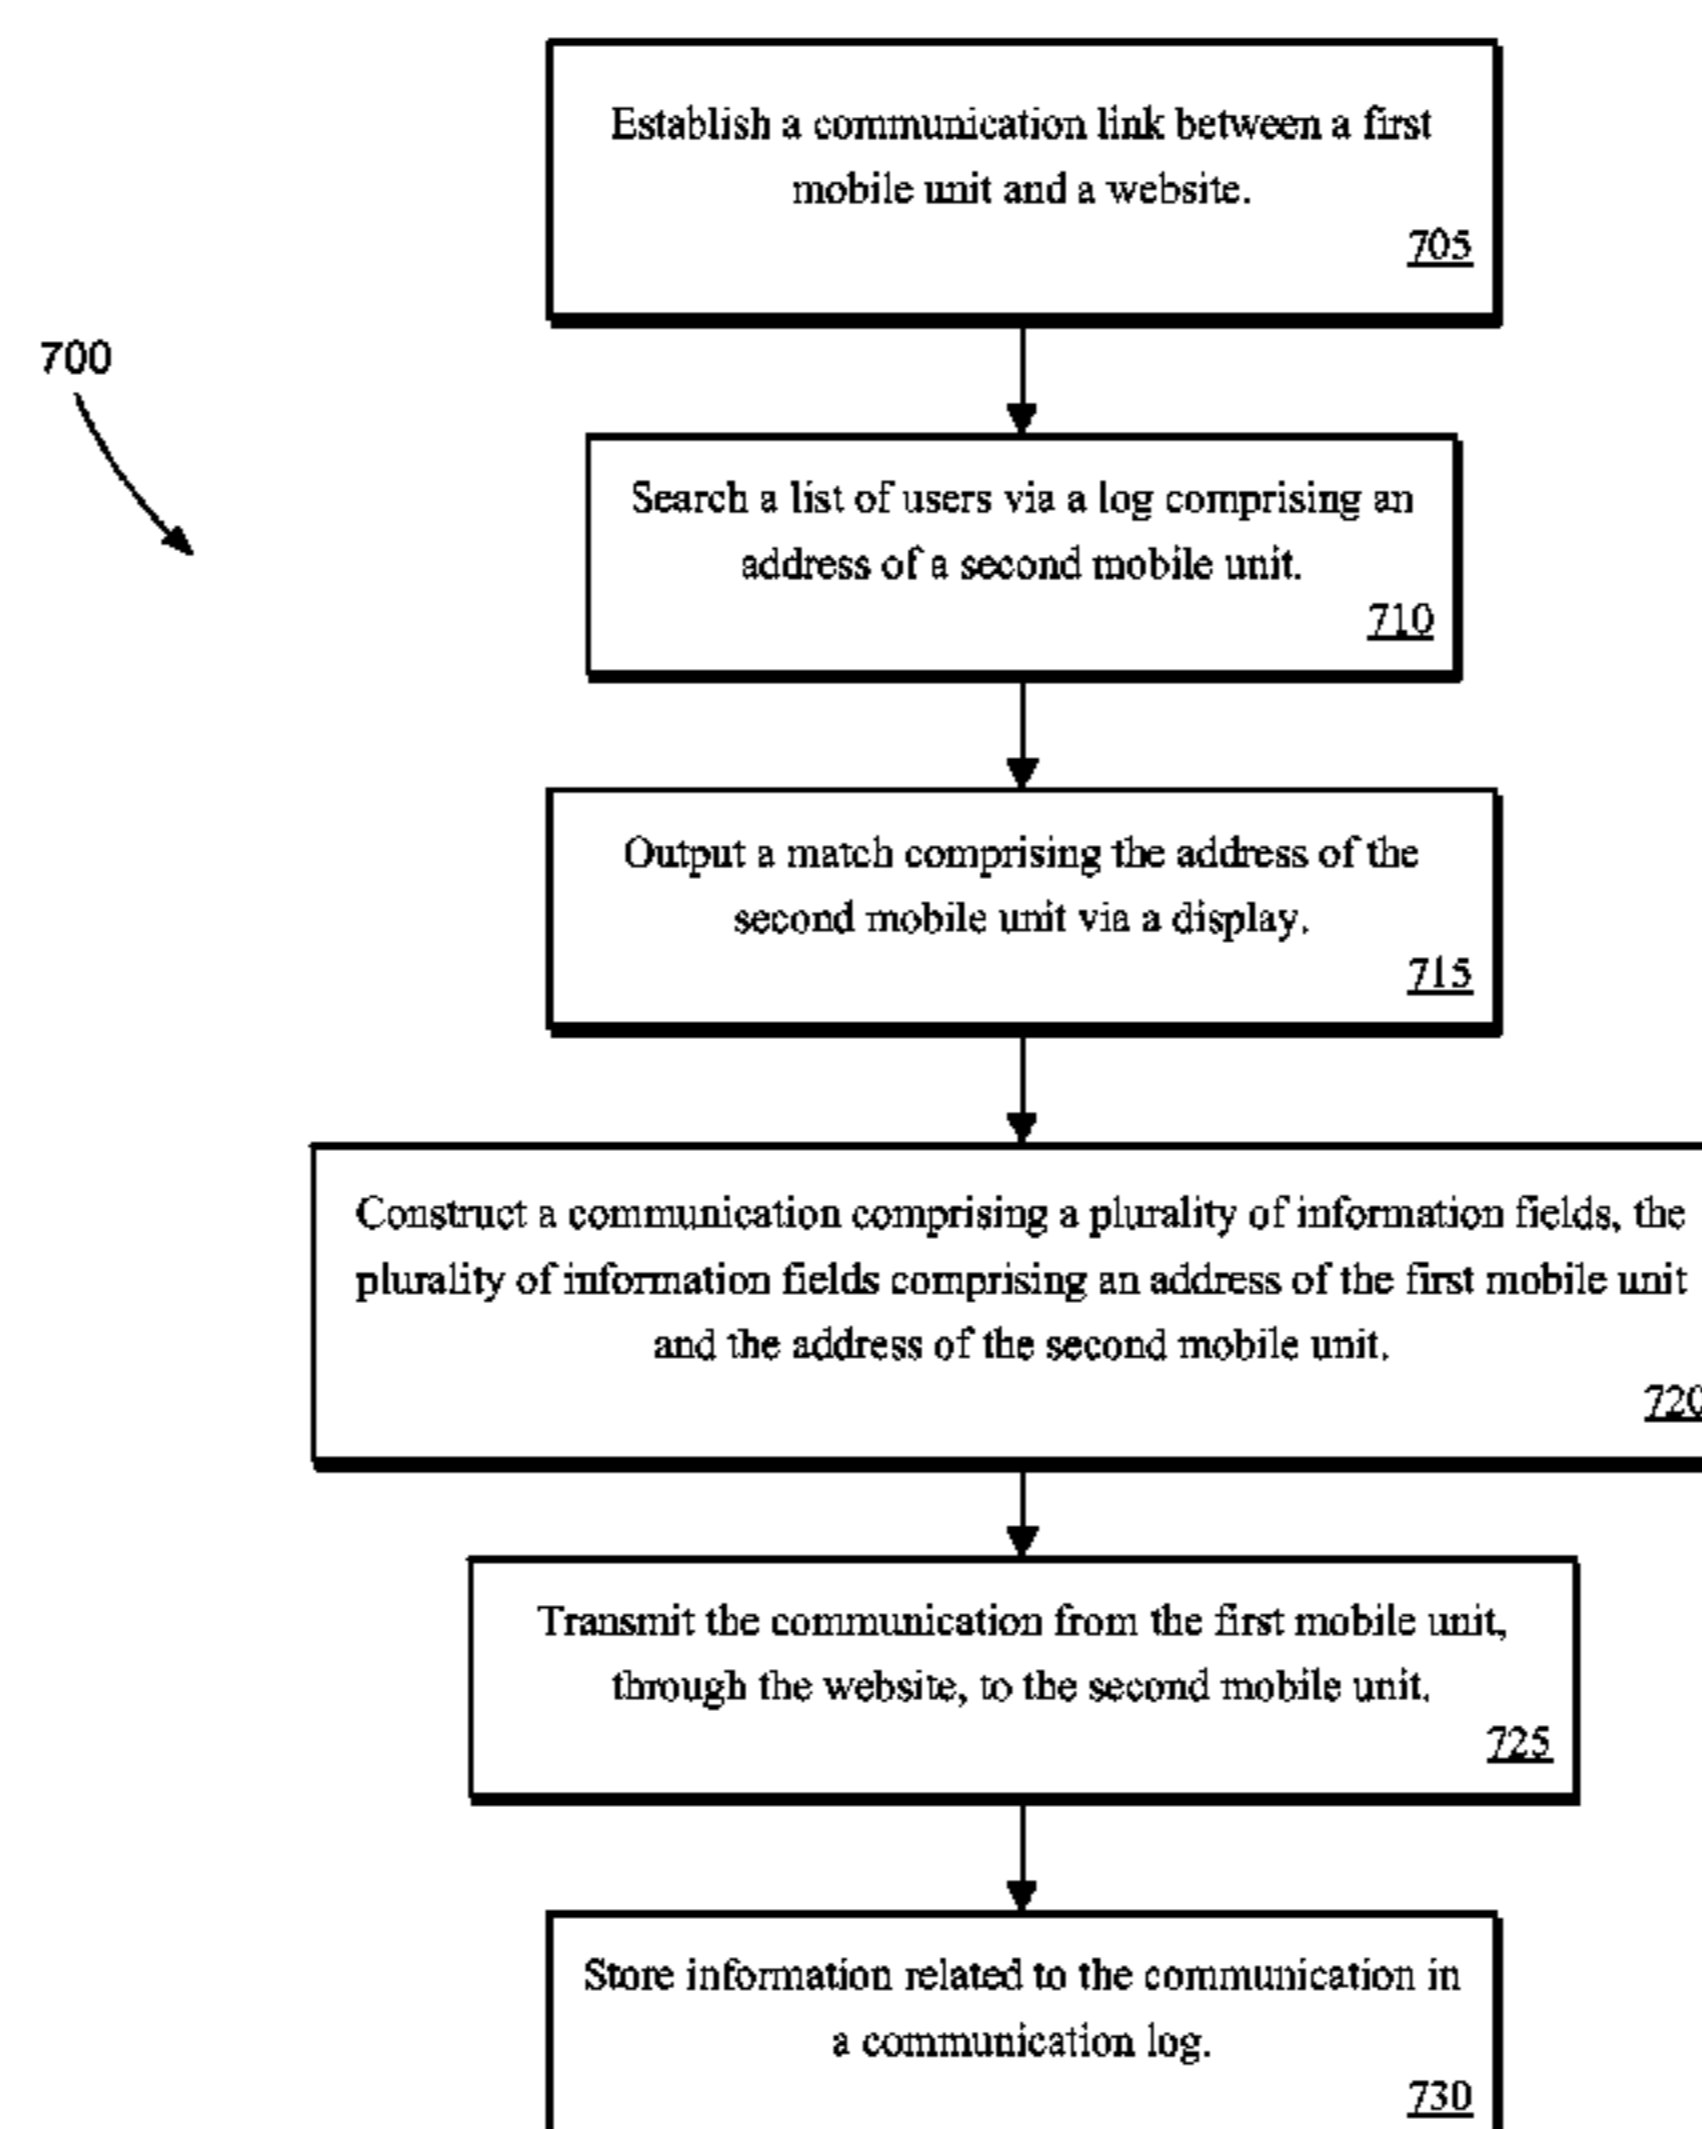 Establish a communication link between a first
mobile unit and a website.
705
700
Search a list of users via a log comprising an
address of a second mobile unit.
710
Output a match comprising the address of the
second mobile unit via a display.
715
Construct a communication comprising a plurality of information fields, the
plurality of information fields comprising an address of the first mobile unit
and the address of the second mobile unit.
720
Transmit the communication from the first mobile unit,
through the website, to the second mobile unit.
725
Store information related to the communication in
a communication log.
730